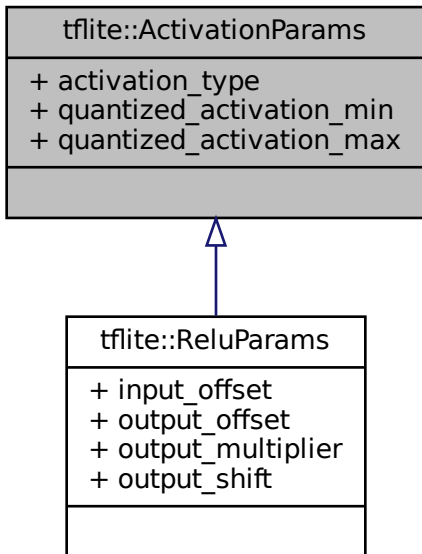 tflite::ActivationParams
+ activation_type
+ quantized_activation_min
+ quantized_activation_max
tflite::ReluParams
+ input_offset
+ output_offset
+ output_multiplier
+ output_shift